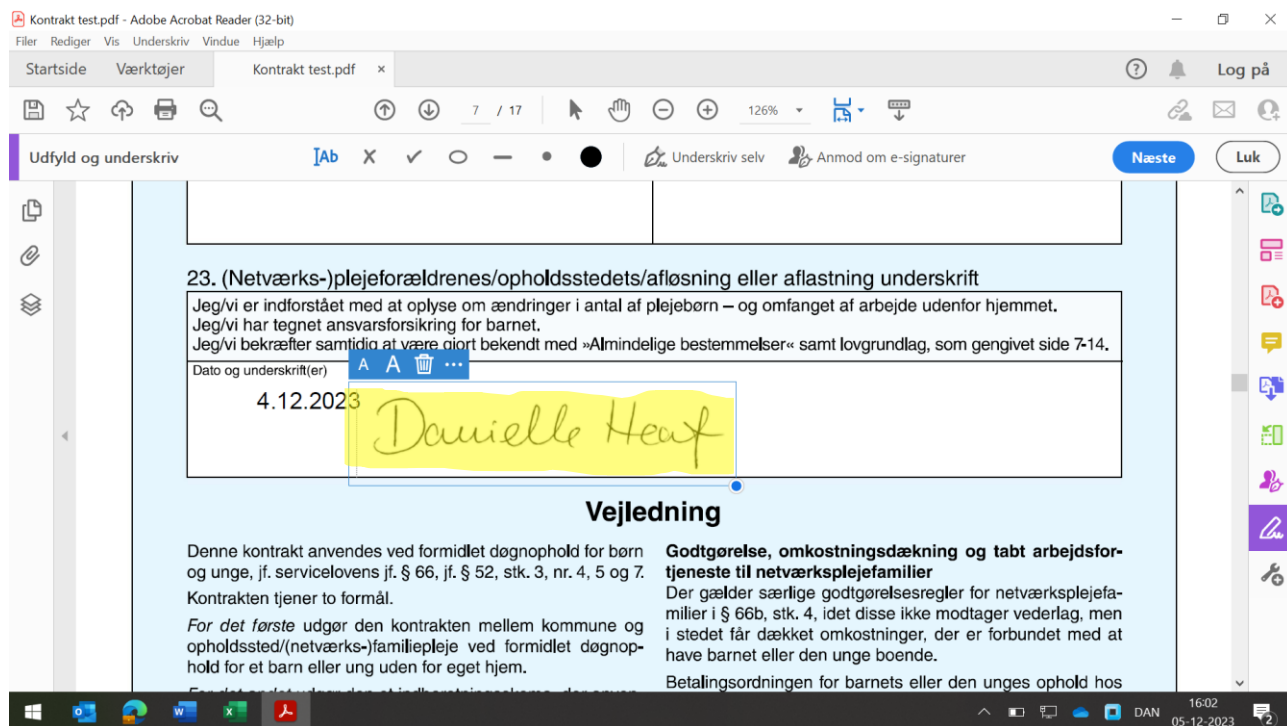 Kontrakt test.pdf - Adobe Acrobat Reader (32-bit)
Filer Rediger Vis Underskriv Vindue Hjælp
Startside Værktøjer Kontrakt test.pdf × Log på
7 / 17 126%
Udfyld og underskriv Ab Underskriv selv Anmod om e-signaturer Næste Luk
23. (Netværks-)plejeforældrenes/opholdsstedets/afløsning eller aflastning underskrift
Jeg/vi er indforstået med at oplyse om ændringer i antal af plejebørn – og omfanget af arbejde udenfor hjemmet.
Jeg/vi har tegnet ansvarsforsikring for barnet.
Jeg/vi bekræfter samtidig at være gjort bekendt med »Almindelige bestemmelser« samt lovgrundlag, som gengivet side 7-14.
A A
Dato og underskrift(er)
4.12.2023 Danielle
Vejledning
Denne kontrakt anvendes ved formidlet døgnophold for børn
og unge, jf. servicelovens jf. § 66, jf. § 52, stk. 3, nr. 4, 5 og 7.
Kontrakten tjener to formål.
For det første udgør den kontrakten mellem kommune og
opholdssted/(netværks-)familiepleje ved formidlet døgnop-
hold for et barn eller ung uden for eget hjem.
Godtgørelse, omkostningsdækning og tabt arbejdsfor-
tjeneste til netværksplejefamilier
Der gælder særlige godtgørelsesregler for netværksplejefa-
milier i § 66b, stk. 4, idet disse ikke modtager vederlag, men
i stedet får dækket omkostninger, der er forbundet med at
have barnet eller den unge boende.
Betalingsordningen for barnets eller den unges ophold hos
DAN 16:02
05-12-2023